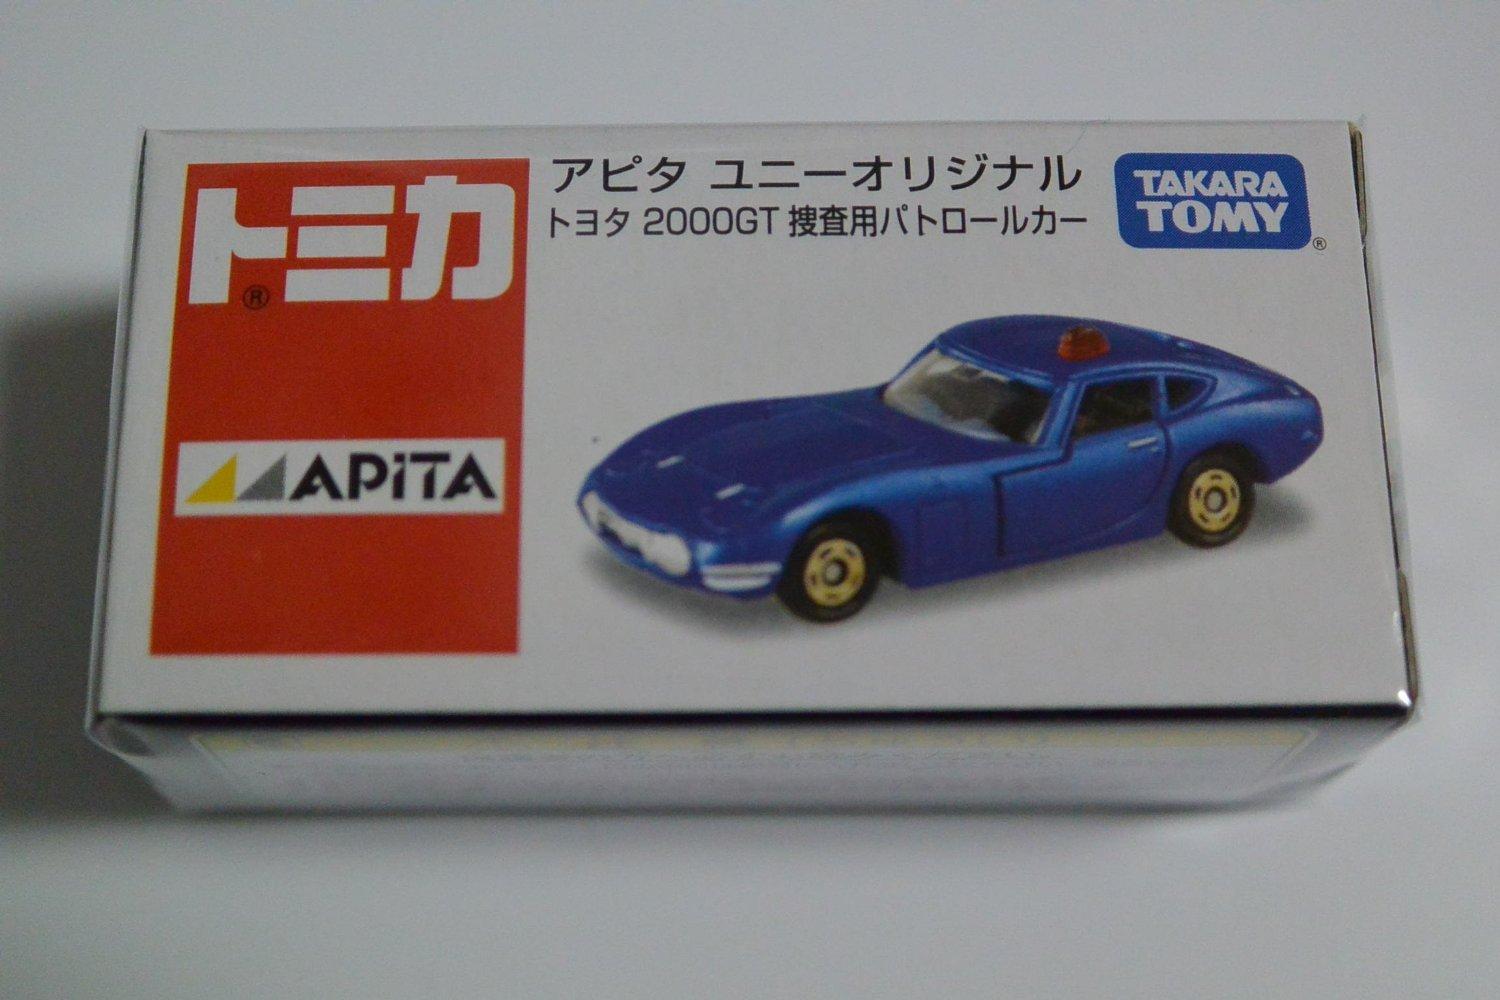 トミカ
®
APiTA
アピタ ユニーオリジナル
トヨタ 2000GT 捜査用パトロールカー
TAKARA
TOMY
®